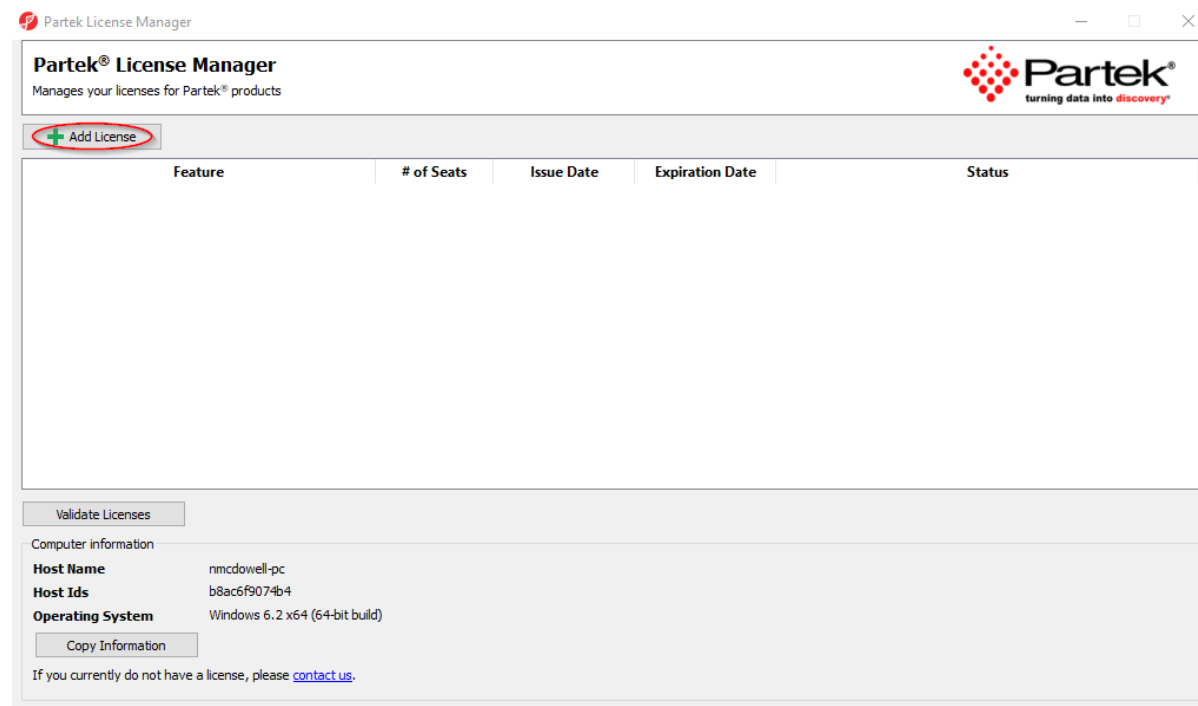 Partek License Manager
Partek® License Manager
Manages your licenses for Partek® products
Partek®
turning data into discovery®
Add License
Feature # of Seats Issue Date Expiration Date Status
Validate Licenses
Computer information
Host Name nmcdowell-pc
Host Ids b8ac6f9074b4
Operating System Windows 6.2 x64 (64-bit build)
Copy Information
If you currently do not have a license, please contact us.